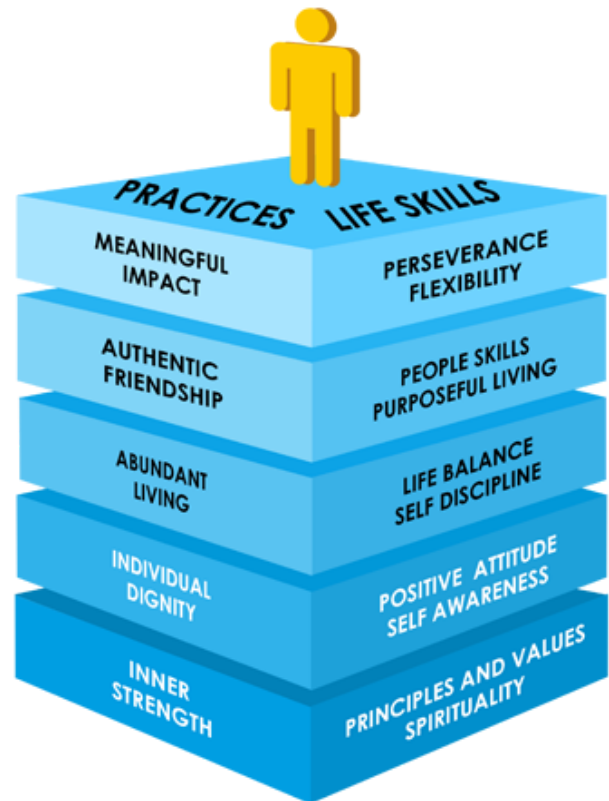 PRACTICES
LIFE SKILLS
MEANINGFUL
IMPACT
PERSEVERANCE
FLEXIBILITY
AUTHENTIC
FRIENDSHIP
PEOPLE SKILLS
PURPOSEFUL LIVING
ABUNDANT
LIVING
LIFE BALANCE
SELF DISCIPLINE
INDIVIDUAL
DIGNITY
POSITIVE ATTITUDE
SELF AWARENESS
INNER
STRENGTH
PRINCIPLES AND VALUES
SPIRITUALITY